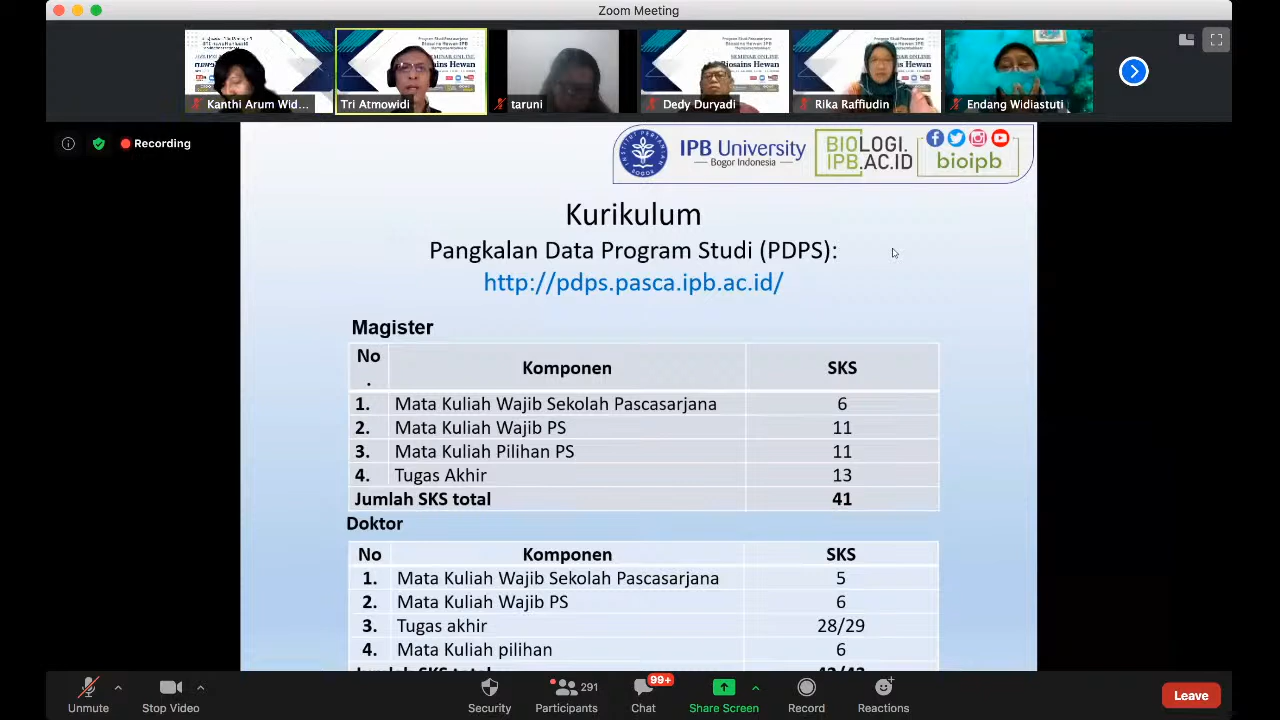 Zoom Meeting
Biosains Hewan IPB
Biosains Hewan
Kanthi Arum Wid...
Tri Atmowidi
taruni
Dedy Duryadi
Rika Raffiudin
Endang Widiastuti
Recording
IPB University
Bogor Indonesia
BIOLOGI.
IPB.AC.ID
bioipb
Kurikulum
Pangkalan Data Program Studi (PDPS):
http://pdps.pasca.ipb.ac.id/
Magister
No
.
Komponen
SKS
1. Mata Kuliah Wajib Sekolah Pascasarjana 6
2. Mata Kuliah Wajib PS 11
3. Mata Kuliah Pilihan PS 11
4. Tugas Akhir 13
Jumlah SKS total 41
Doktor
No Komponen SKS
1. Mata Kuliah Wajib Sekolah Pascasarjana 5
2. Mata Kuliah Wajib PS 6
3. Tugas akhir 28/29
4. Mata Kuliah pilihan 6
99+
291
Unmute
Stop Video
Security
Participants
Chat
Share Screen
Record
Reactions
Leave